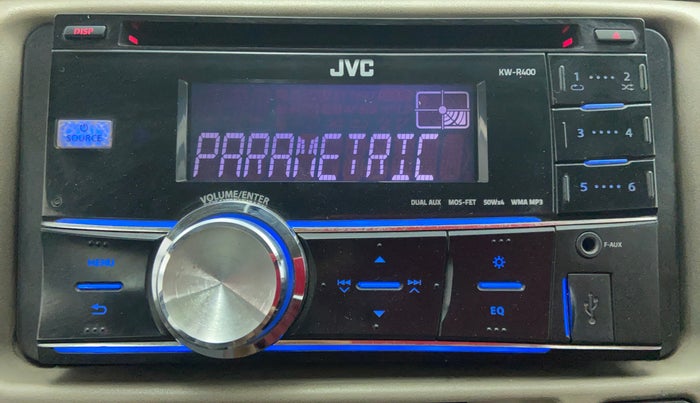 DISP
JVC
KW-R400
1 2
SOURCE
3 4
PARAMETRIC
5 6
VOLUME/ENTER
DUAL AUX MOS-FET 50Wx4 WMA MP3
F-AUX
MENU
EQ